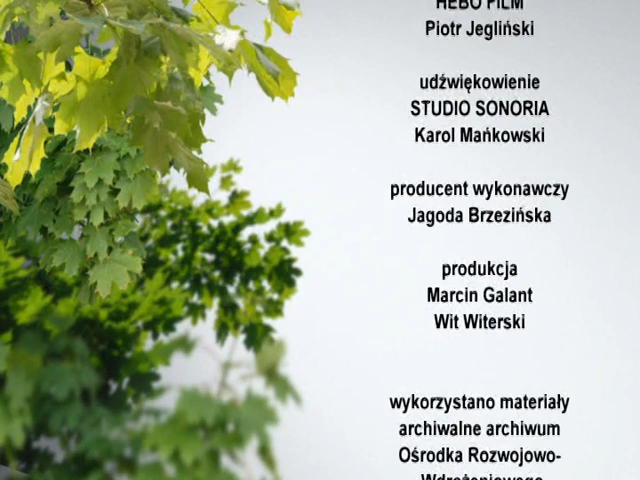 HEBO FILM
Piotr Jegliński
udźwiękowienie
STUDIO SONORIA
Karol Mańkowski
producent wykonawczy
Jagoda Brzezińska
produkcja
Marcin Galant
Wit Witerski
wykorzystano materiały
archiwalne archiwum
Ośrodka Rozwojowo-
Wdrożeniowego